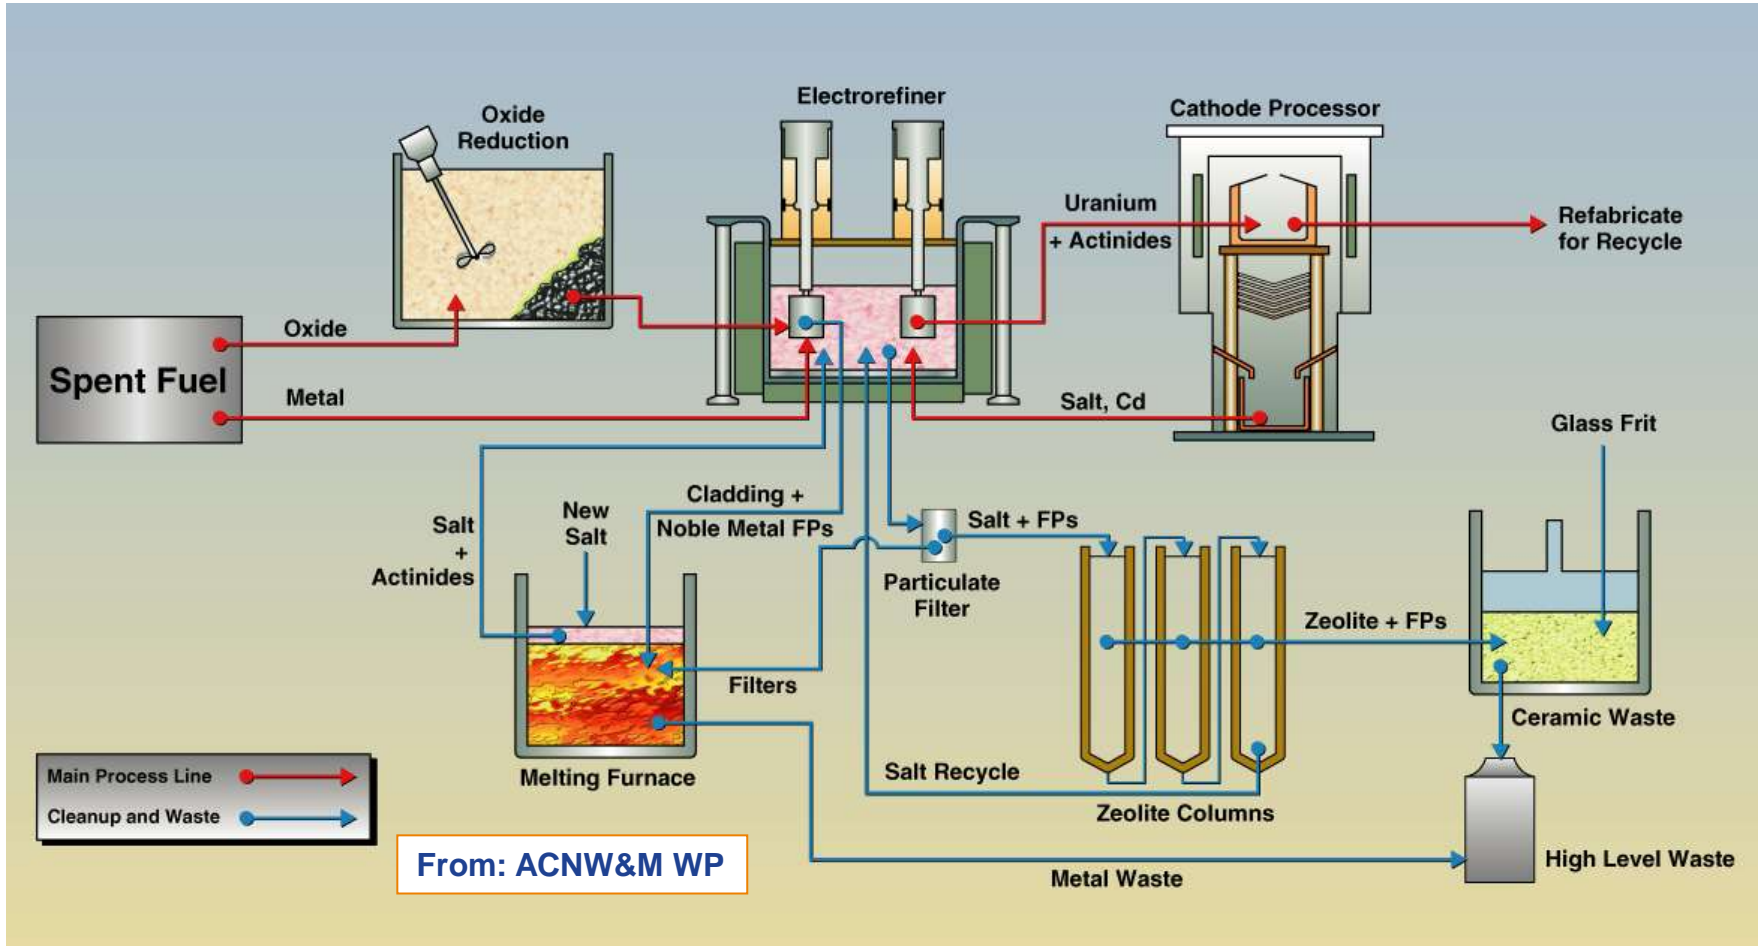 Electrorefiner
Cathode Processor
Oxide
Reduction
Uranium
+ Actinides
Refabricate
for Recycle
Oxide
Spent Fuel
Metal
Salt, Cd
Glass Frit
Cladding +
Noble Metal FPs
New
Salt
Salt
+
Actinides
Salt + FPs
Particulate
Filter
Zeolite + FPs
Filters
Ceramic Waste
Melting Furnace
Salt Recycle
Zeolite Columns
Main Process Line
Cleanup and Waste
From: ACNW&M WP
Metal Waste
High Level Waste